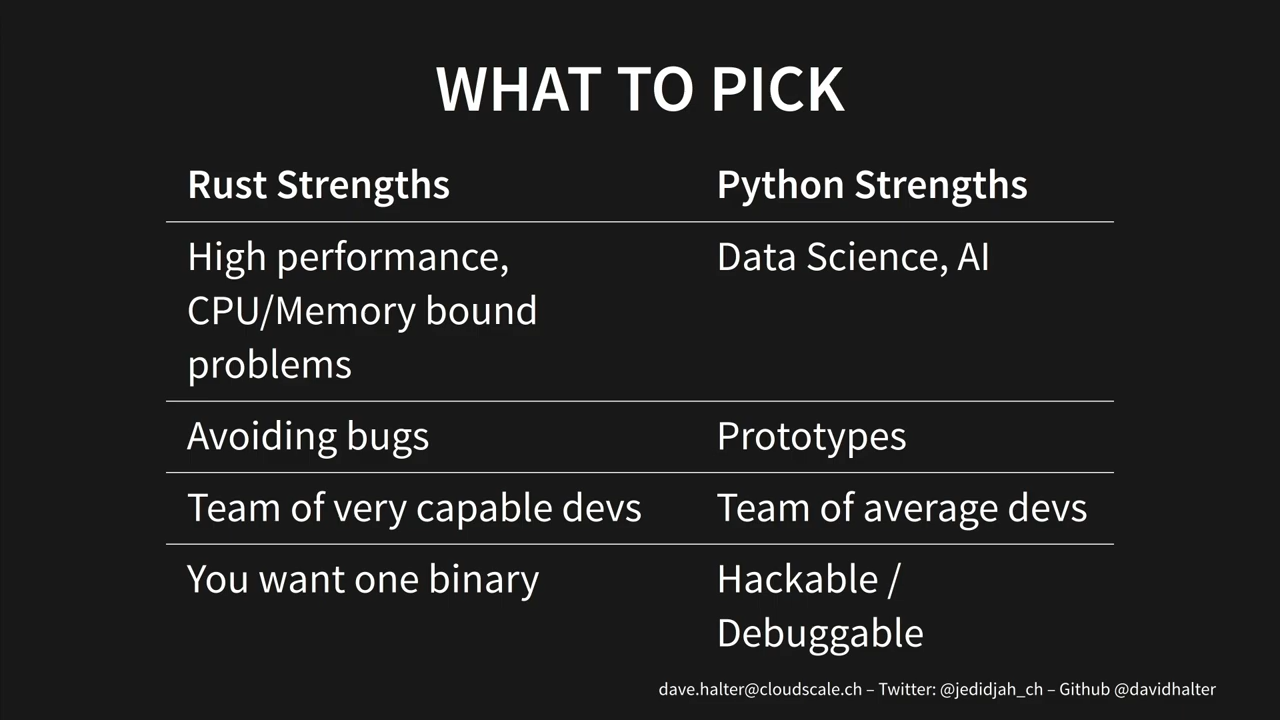 WHAT TO PICK
Rust Strengths
Python Strengths
High performance,
CPU/Memory bound
problems
Data Science, AI
Avoiding bugs
Prototypes
Team of very capable devs
Team of average devs
You want one binary
Hackable /
Debuggable
dave.halter@cloudscale.ch – Twitter: @jedidjah_ch – Github @davidhalter